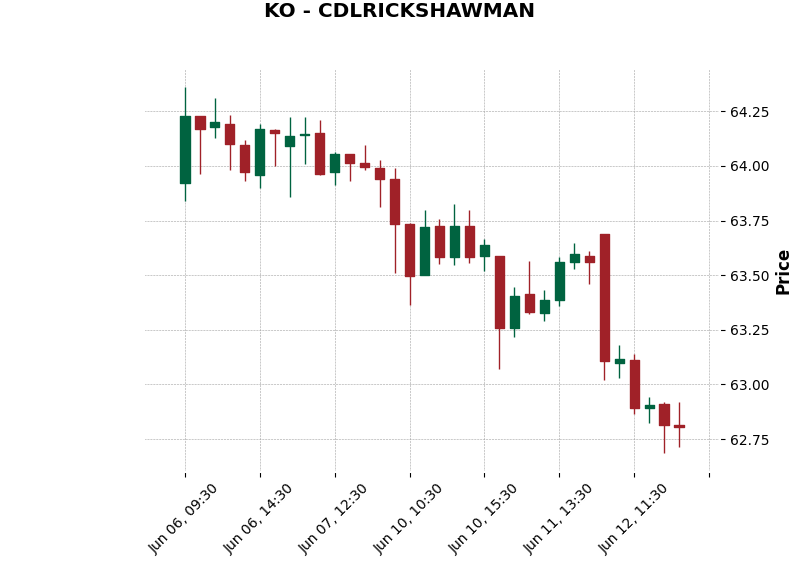 KO - CDLRICKSHAWMAN
64.25
64.00
63.75
63.50
63.25
63.00
62.75
Price
Jun 06, 09:30
Jun 06, 14:30
Jun 07, 12:30
Jun 10, 10:30
Jun 10, 15:30
Jun 11, 13:30
Jun 12, 11:30